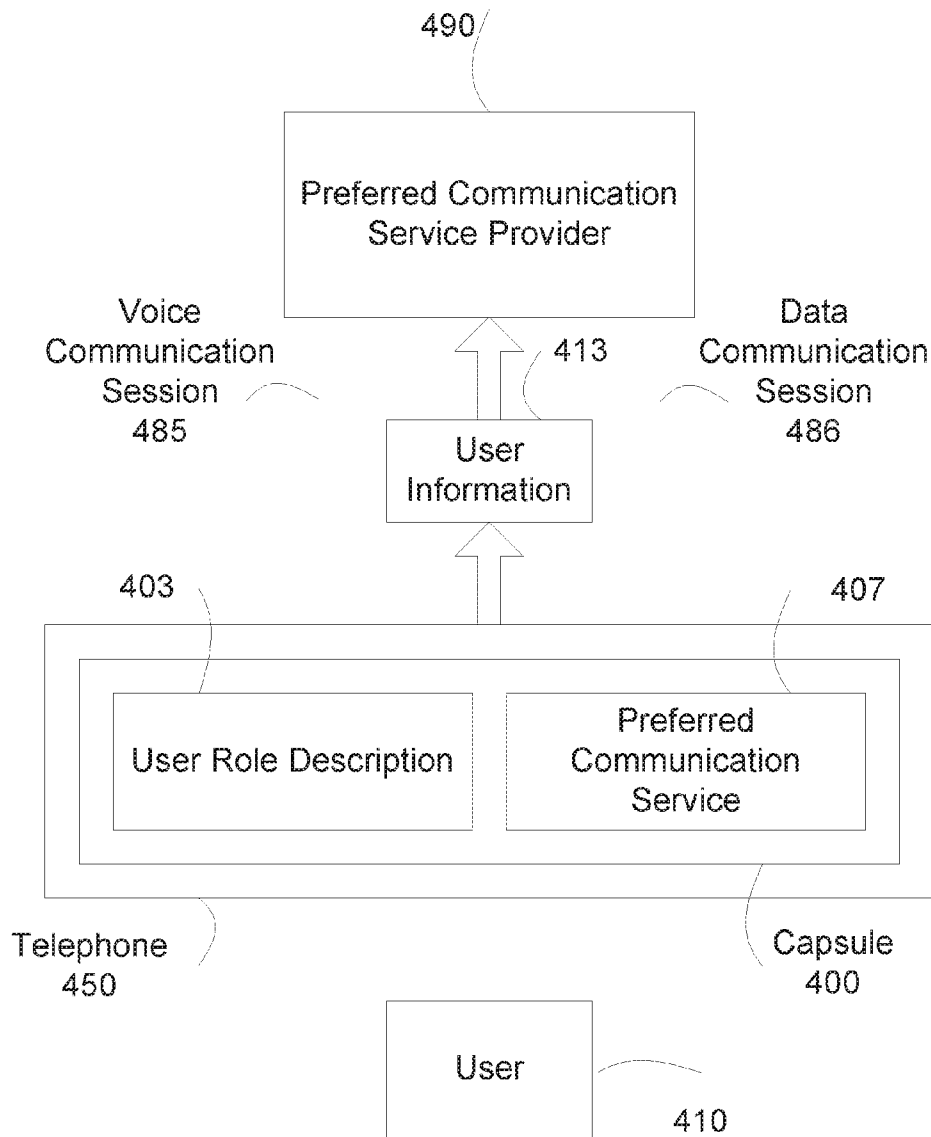 490
Preferred Communication
Service Provider
Voice
Communication
Session
485
413
Data
Communication
Session
486
User
Information
403
407
User Role Description
Preferred
Communication
Service
Telephone
450
Capsule
400
User
410